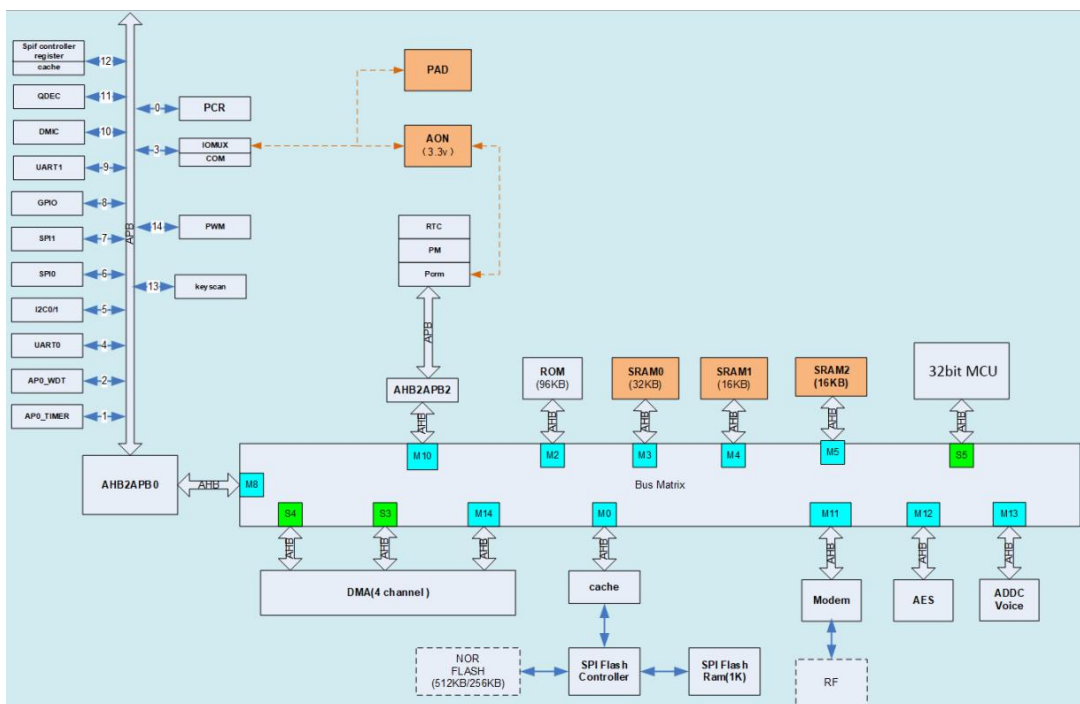 Spif controller
register
cache
12
QDEC
11
DMIC
10
UART1
9
GPIO
8
SPI1
7
SPI0
6
I2C0/1
5
UART0
4
AP0_WDT
2
AP0_TIMER
1
APB
0
PCR
3
IOMUX
COM
14
PWM
13
keyscan
PAD
AON
(3.3v)
RTC
PM
Pcrm
APB
AHB2APB2
AHB
M10
ROM
(96KB)
AHB
M2
SRAM0
(32KB)
AHB
M3
SRAM1
(16KB)
AHB
M4
SRAM2
(16KB)
AHB
M5
32bit MCU
AHB
S5
AHB2APB0
AHB
M8
Bus Matrix
S4
S3
M14
M0
M11
M12
M13
AHB
AHB
AHB
AHB
AHB
AHB
AHB
DMA(4 channel )
cache
Modem
AES
ADDC
Voice
NOR
FLASH
(512KB/256KB)
SPI Flash
Controller
SPI Flash
Ram(1K)
RF